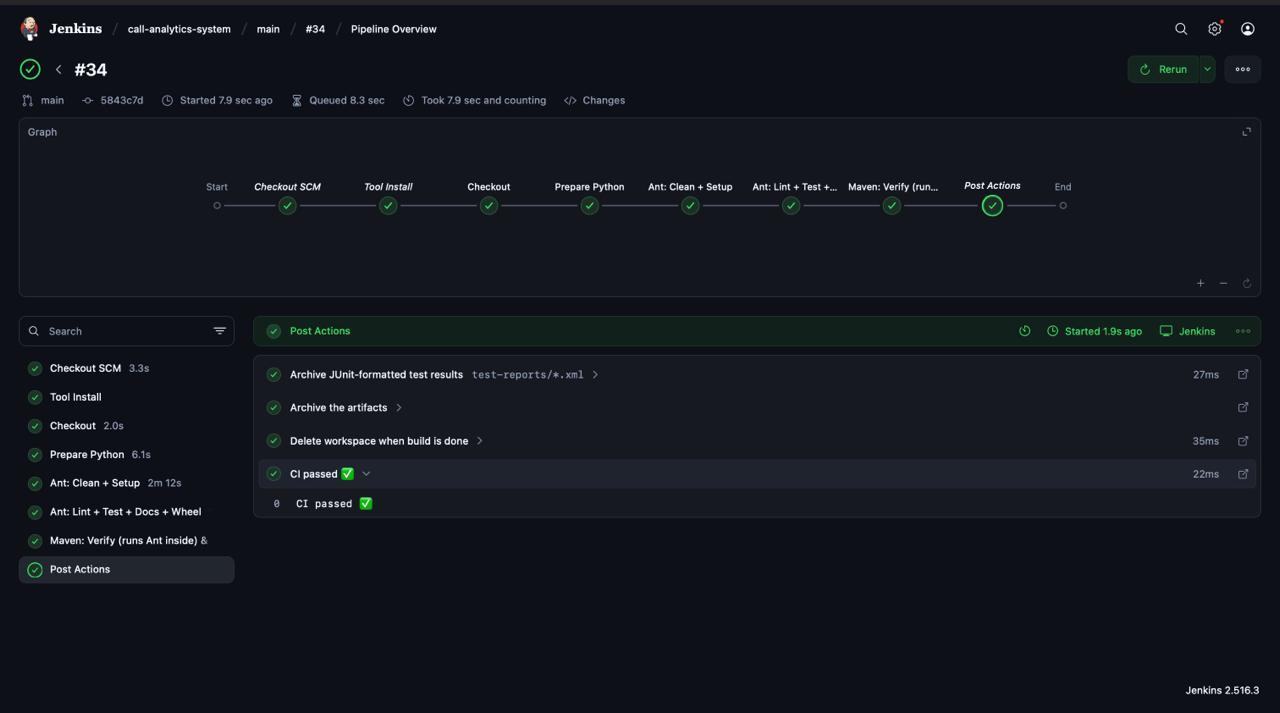 Jenkins / call-analytics-system / main / #34 / Pipeline Overview
#34
Rerun
main 5843c7d Started 7.9 sec ago Queued 8.3 sec Took 7.9 sec and counting Changes
Graph
Start Checkout SCM Tool Install Checkout Prepare Python Ant: Clean + Setup Ant: Lint + Test +... Maven: Verify (run... Post Actions End
Search
Checkout SCM 3.3s
Tool Install
Checkout 2.0s
Prepare Python 6.1s
Ant: Clean + Setup 2m 12s
Ant: Lint + Test + Docs + Wheel
Maven: Verify (runs Ant inside) &
Post Actions
Post Actions Started 1.9s ago Jenkins
Archive JUnit-formatted test results test-reports/*.xml 27ms
Archive the artifacts
Delete workspace when build is done 35ms
CI passed ✅ 22ms
0 CI passed ✅
Jenkins 2.516.3